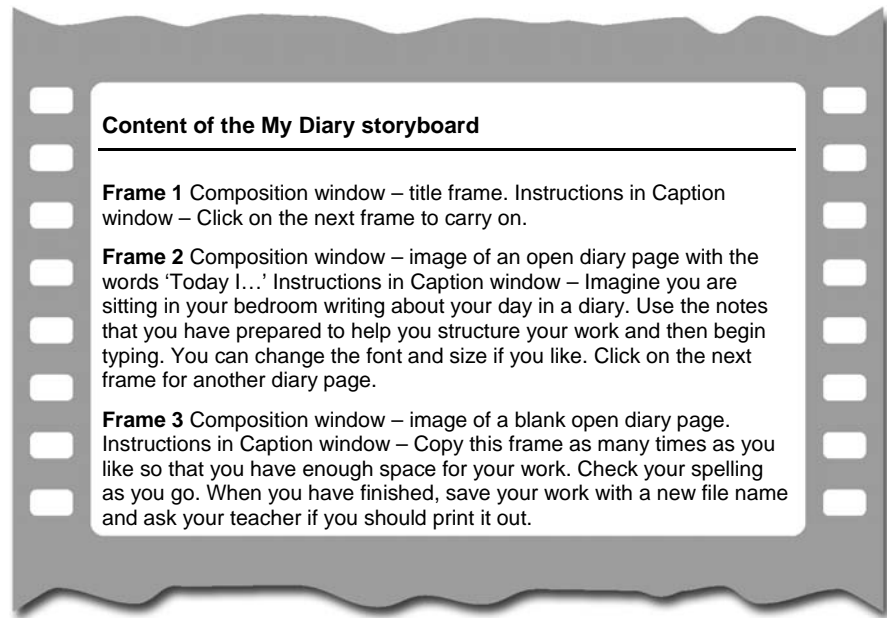 Content of the My Diary storyboard
Frame 1 Composition window – title frame. Instructions in Caption
window – Click on the next frame to carry on.
Frame 2 Composition window – image of an open diary page with the
words ‘Today I…’ Instructions in Caption window – Imagine you are
sitting in your bedroom writing about your day in a diary. Use the notes
that you have prepared to help you structure your work and then begin
typing. You can change the font and size if you like. Click on the next
frame for another diary page.
Frame 3 Composition window – image of a blank open diary page.
Instructions in Caption window – Copy this frame as many times as you
like so that you have enough space for your work. Check your spelling
as you go. When you have finished, save your work with a new file name
and ask your teacher if you should print it out.